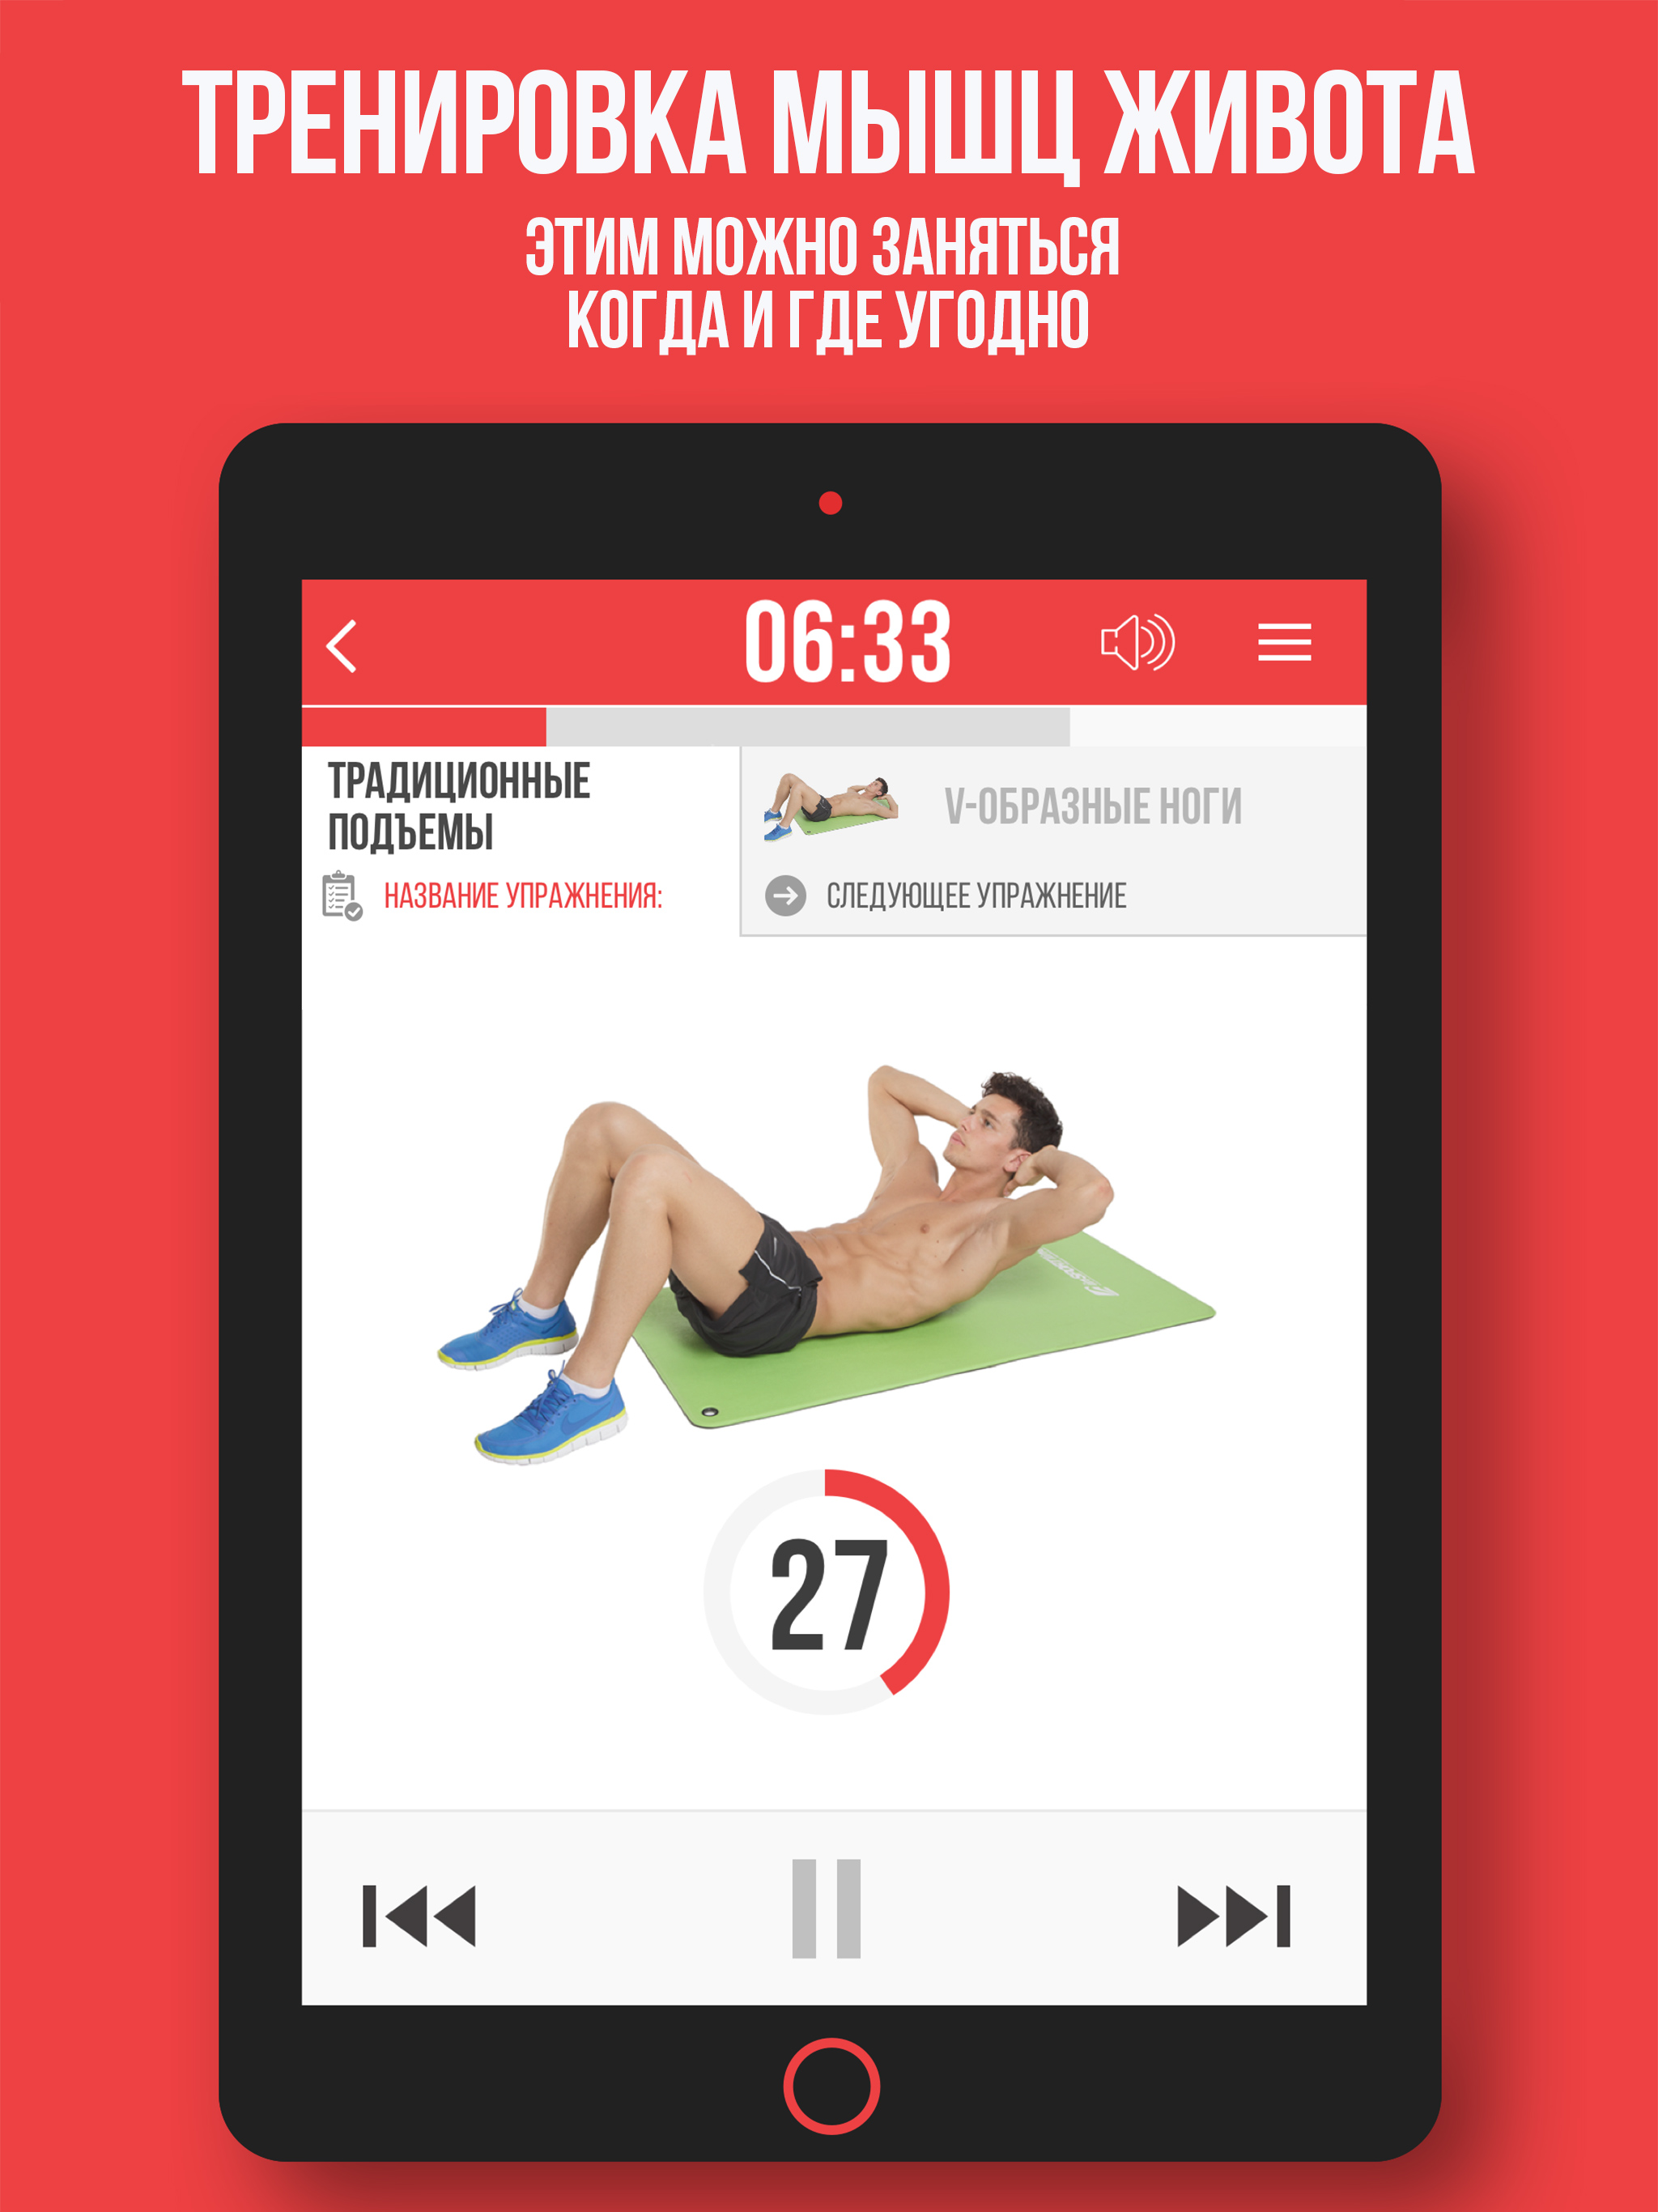 ТРЕНИРОВКА МЫШЦ ЖИВОТА
ЭТИМ МОЖНО ЗАНЯТЬСЯ
КОГДА И ГДЕ УГОДНО
06:33
ТРАДИЦИОННЫЕ
ПОДЪЕМЫ
НАЗВАНИЕ УПРАЖНЕНИЯ:
V-ОБРАЗНЫЕ НОГИ
СЛЕДУЮЩЕЕ УПРАЖНЕНИЕ
27